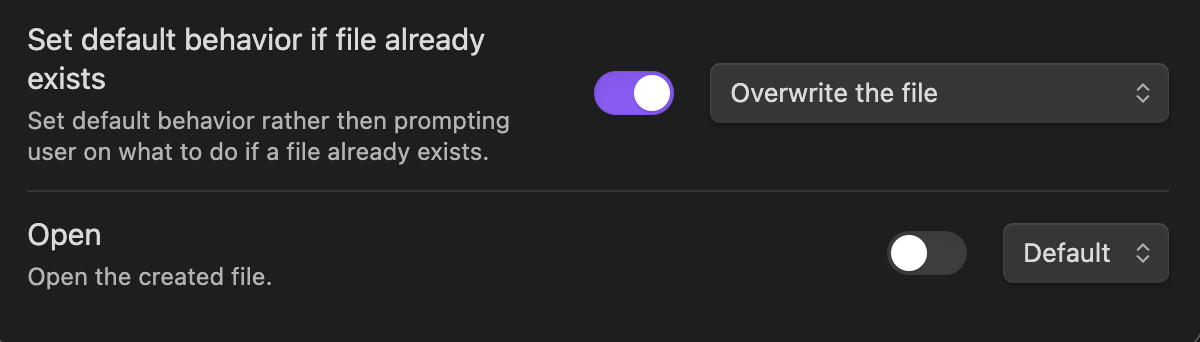 Set default behavior if file already
exists
Set default behavior rather then prompting
user on what to do if a file already exists.
Overwrite the file
Open
Open the created file.
Default